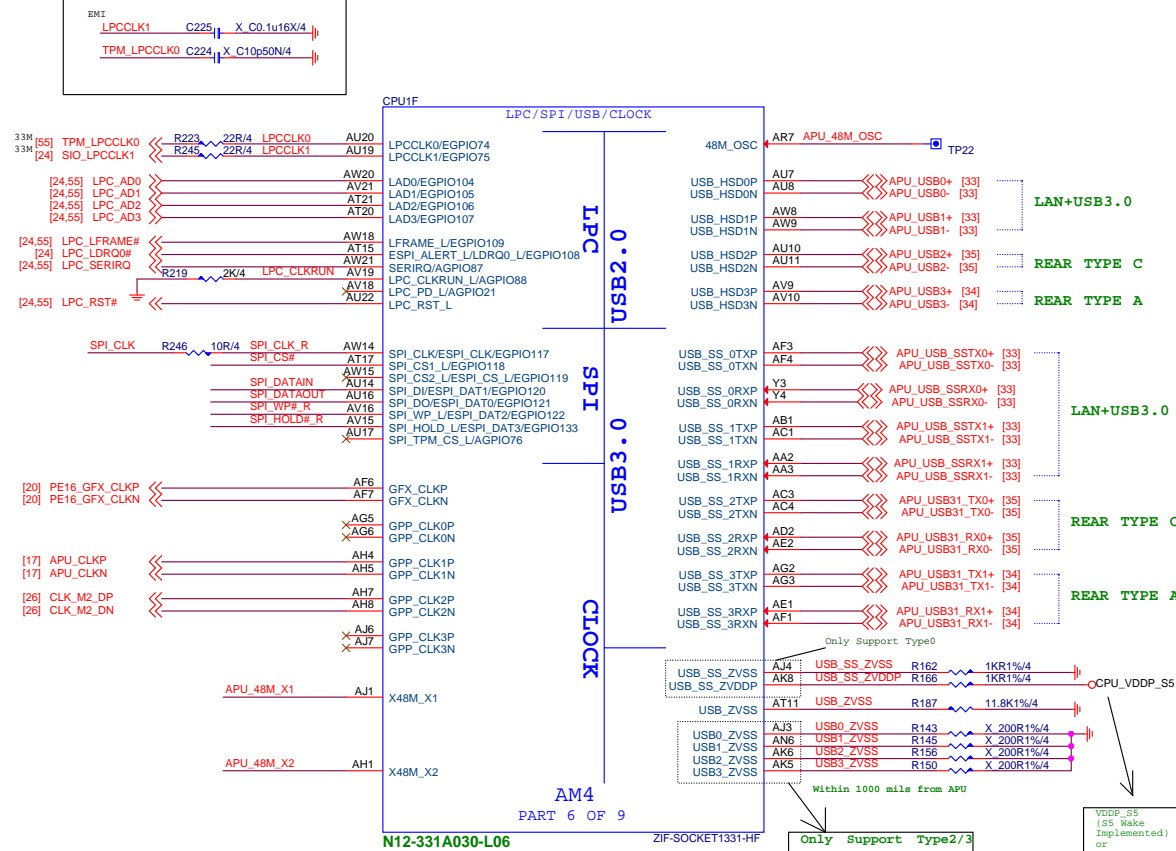 EMI
LPCCLK1 C225 X_C0.1u16X/4
TPM_LPCCLK0 C224 X_C10p50N/4
CPU1F
LPC/SPI/USB/CLOCK
33M [55] TPM_LPCCLK0 R223 22R/4 LPCCLK0 AU20 LPCCLK0/EGPIO74
33M [24] SIO_LPCCLK1 R245 22R/4 LPCCLK1 AU19 LPCCLK1/EGPIO75
[24,55] LPC_AD0 AW20 LAD0/EGPIO104
[24,55] LPC_AD1 AV21 LAD1/EGPIO105
[24,55] LPC_AD2 AT21 LAD2/EGPIO106
[24,55] LPC_AD3 AT20 LAD3/EGPIO107
[24,55] LPC_LFRAME# AW18 LFRAME_L/EGPIO109
[24] LPC_LDRQ0# AT15 ESPI_ALERT_L/LDRQ0_L/EGPIO108
[24,55] LPC_SERIRQ AW21 SERIRQ/AGPIO87
R219 2K/4 LPC_CLKRUN AV19 LPC_CLKRUN_L/AGPIO88
AV18 LPC_PD_L/AGPIO21
[24,55] LPC_RST# AU22 LPC_RST_L
SPI_CLK R246 10R/4 SPI_CLK_R AW14 SPI_CLK/ESPI_CLK/EGPIO117
SPI_CS# AT17 SPI_CS1_L/EGPIO118
AW15 SPI_CS2_L/ESPI_CS_L/EGPIO119
SPI_DATAIN AU14 SPI_DI/ESPI_DAT1/EGPIO120
SPI_DATAOUT AU16 SPI_DO/ESPI_DAT0/EGPIO121
SPI_WP#_R AV16 SPI_WP_L/ESPI_DAT2/EGPIO122
SPI_HOLD#_R AV15 SPI_HOLD_L/ESPI_DAT3/EGPIO133
AU17 SPI_TPM_CS_L/AGPIO76
[20] PE16_GFX_CLKP AF6 GFX_CLKP
[20] PE16_GFX_CLKN AF7 GFX_CLKN
AG5 GPP_CLK0P
AG6 GPP_CLK0N
[17] APU_CLKP AH4 GPP_CLK1P
[17] APU_CLKN AH5 GPP_CLK1N
[26] CLK_M2_DP AH7 GPP_CLK2P
[26] CLK_M2_DN AH8 GPP_CLK2N
AJ6 GPP_CLK3P
AJ7 GPP_CLK3N
APU_48M_X1 AJ1 X48M_X1
APU_48M_X2 AH1 X48M_X2
LPC
USB2.0
SPI
USB3.0
CLOCK
48M_OSC AR7 APU_48M_OSC TP22
USB_HSD0P AU7 APU_USB0+ [33]
USB_HSD0N AU8 APU_USB0- [33]
USB_HSD1P AW8 APU_USB1+ [33]
USB_HSD1N AW9 APU_USB1- [33]
LAN+USB3.0
USB_HSD2P AU10 APU_USB2+ [35]
USB_HSD2N AU11 APU_USB2- [35]
REAR TYPE C
USB_HSD3P AV9 APU_USB3+ [34]
USB_HSD3N AV10 APU_USB3- [34]
REAR TYPE A
USB_SS_0TXP AF3 APU_USB_SSTX0+ [33]
USB_SS_0TXN AF4 APU_USB_SSTX0- [33]
USB_SS_0RXP Y3 APU_USB_SSRX0+ [33]
USB_SS_0RXN Y4 APU_USB_SSRX0- [33]
USB_SS_1TXP AB1 APU_USB_SSTX1+ [33]
USB_SS_1TXN AC1 APU_USB_SSTX1- [33]
USB_SS_1RXP AA2 APU_USB_SSRX1+ [33]
USB_SS_1RXN AA3 APU_USB_SSRX1- [33]
LAN+USB3.0
USB_SS_2TXP AC3 APU_USB31_TX0+ [35]
USB_SS_2TXN AC4 APU_USB31_TX0- [35]
USB_SS_2RXP AD2 APU_USB31_RX0+ [35]
USB_SS_2RXN AE2 APU_USB31_RX0- [35]
REAR TYPE C
USB_SS_3TXP AG2 APU_USB31_TX1+ [34]
USB_SS_3TXN AG3 APU_USB31_TX1- [34]
USB_SS_3RXP AE1 APU_USB31_RX1+ [34]
USB_SS_3RXN AF1 APU_USB31_RX1- [34]
REAR TYPE A
Only Support Type0
USB_SS_ZVSS AJ4 USB_SS_ZVSS R162 1KR1%/4
USB_SS_ZVDDP AK8 USB_SS_ZVDDP R166 1KR1%/4 CPU_VDDP_S5
USB_ZVSS AT11 USB_ZVSS R187 11.8K1%/4
USB0_ZVSS AJ3 USB0_ZVSS R143 X_200R1%/4
USB1_ZVSS AN6 USB1_ZVSS R145 X_200R1%/4
USB2_ZVSS AK6 USB2_ZVSS R156 X_200R1%/4
USB3_ZVSS AK5 USB3_ZVSS R150 X_200R1%/4
Within 1000 mils from APU
AM4
PART 6 OF 9
N12-331A030-L06
ZIF-SOCKET1331-HF
Only Support Type2/3
VDDP_S5
(S5 Wake
Implemented)
or